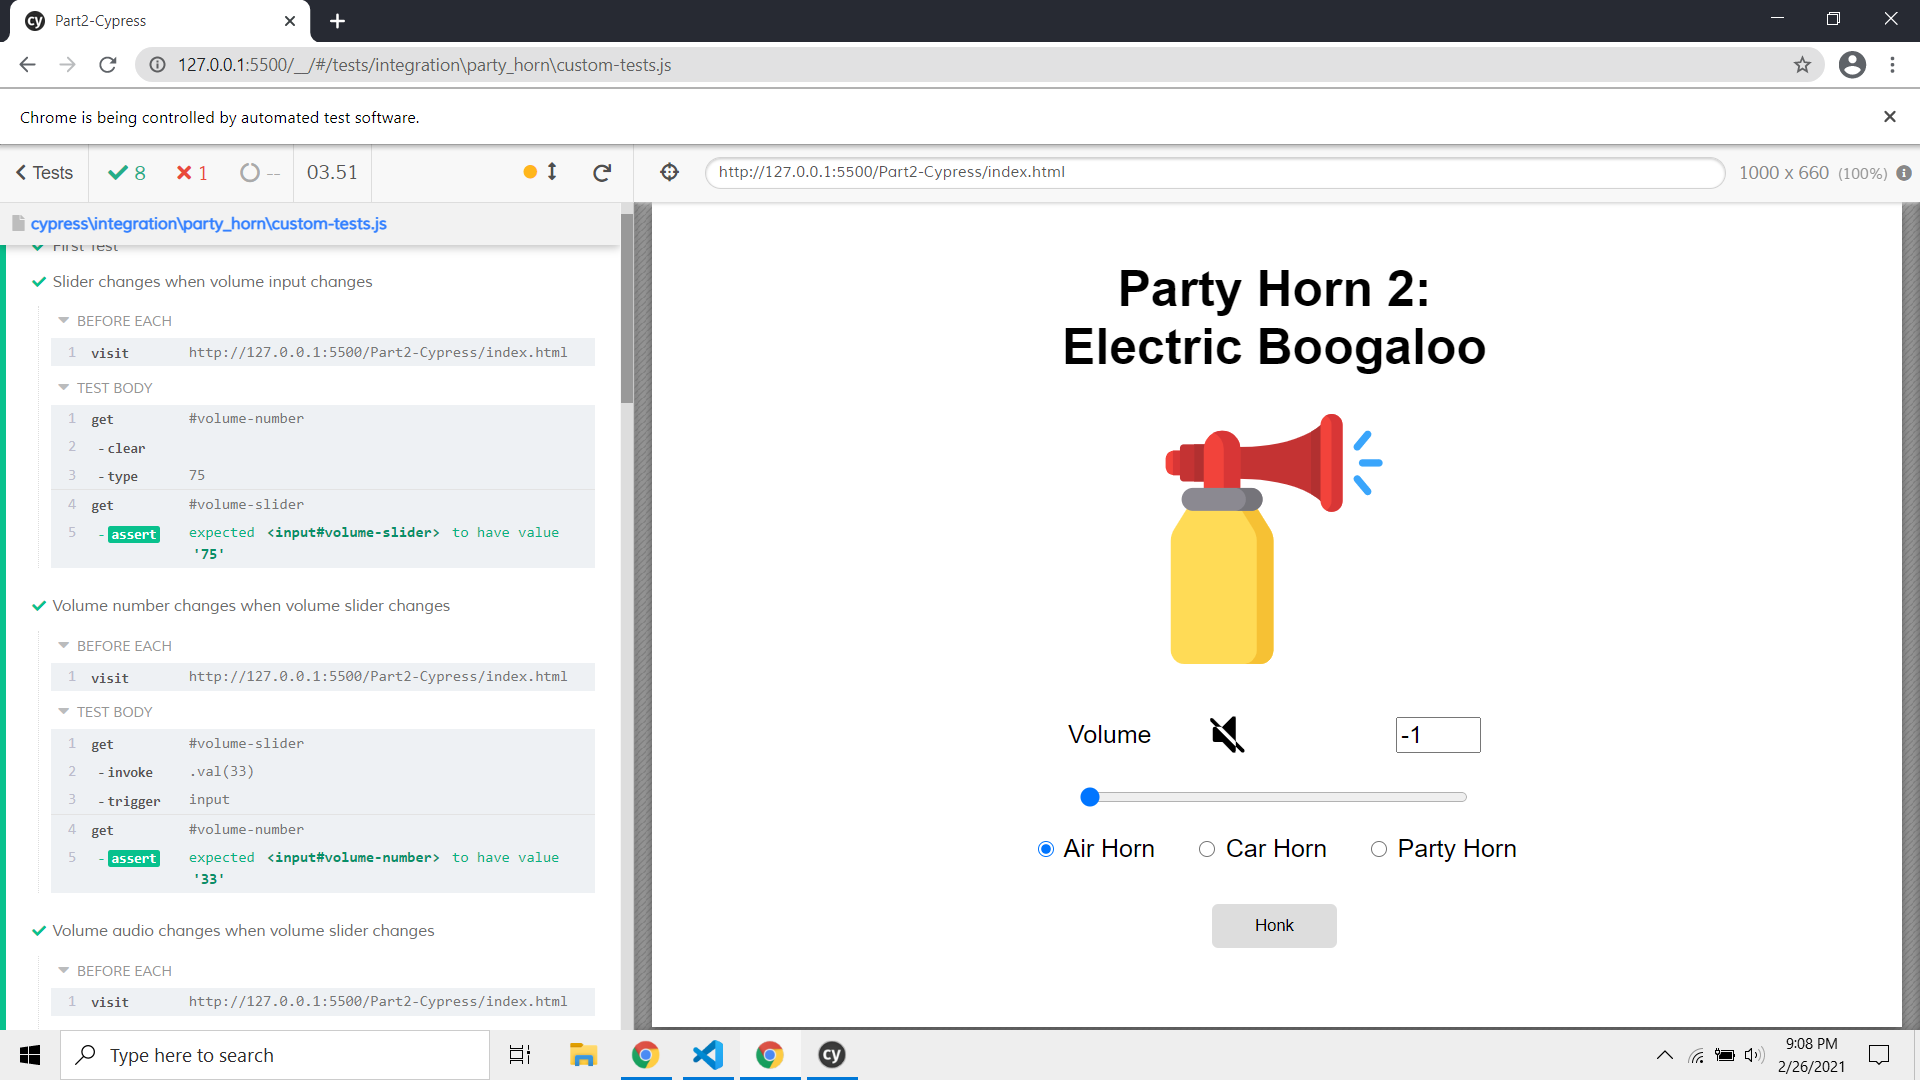 Part2-Cypress
127.0.0.1:5500/__/#/tests/integration\party_horn\custom-tests.js
Chrome is being controlled by automated test software.
Tests 8 1 -- 03.51
http://127.0.0.1:5500/Part2-Cypress/index.html
1000 x 660 (100%)
cypress\integration\party_horn\custom-tests.js
First Test
Slider changes when volume input changes
BEFORE EACH
1 visit http://127.0.0.1:5500/Part2-Cypress/index.html
TEST BODY
1 get #volume-number
2 -clear
3 -type 75
4 get #volume-slider
5 -assert expected <input#volume-slider> to have value
'75'
Volume number changes when volume slider changes
BEFORE EACH
1 visit http://127.0.0.1:5500/Part2-Cypress/index.html
TEST BODY
1 get #volume-slider
2 -invoke .val(33)
3 -trigger input
4 get #volume-number
5 -assert expected <input#volume-number> to have value
'33'
Volume audio changes when volume slider changes
BEFORE EACH
1 visit http://127.0.0.1:5500/Part2-Cypress/index.html
Party Horn 2:
Electric Boogaloo
Volume -1
Air Horn Car Horn Party Horn
Honk
Type here to search
9:08 PM
2/26/2021
cy
cy